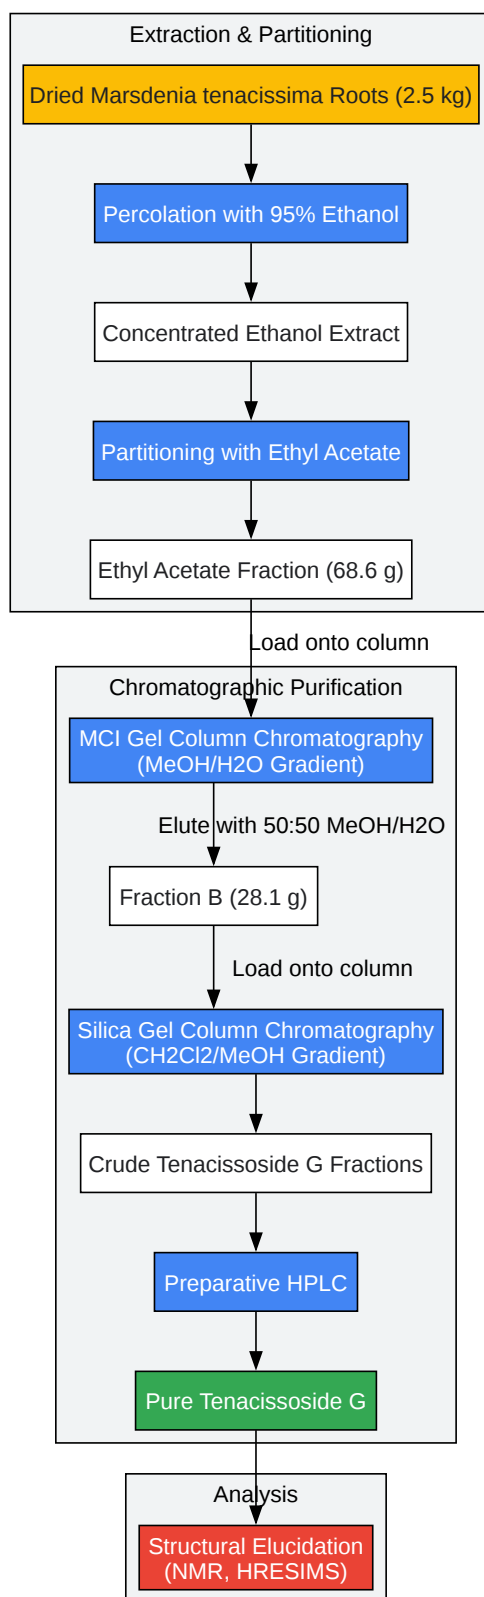 Extraction & Partitioning
Dried Marsdenia tenacissima Roots (2.5 kg)
Percolation with 95% Ethanol
Concentrated Ethanol Extract
Partitioning with Ethyl Acetate
Ethyl Acetate Fraction (68.6 g)
Load onto column
Chromatographic Purification
MCI Gel Column Chromatography
(MeOH/H2O Gradient)
Elute with 50:50 MeOH/H2O
Fraction B (28.1 g)
Load onto column
Silica Gel Column Chromatography
(CH2Cl2/MeOH Gradient)
Crude Tenacissoside G Fractions
Preparative HPLC
Pure Tenacissoside G
Analysis
Structural Elucidation
(NMR, HRESIMS)